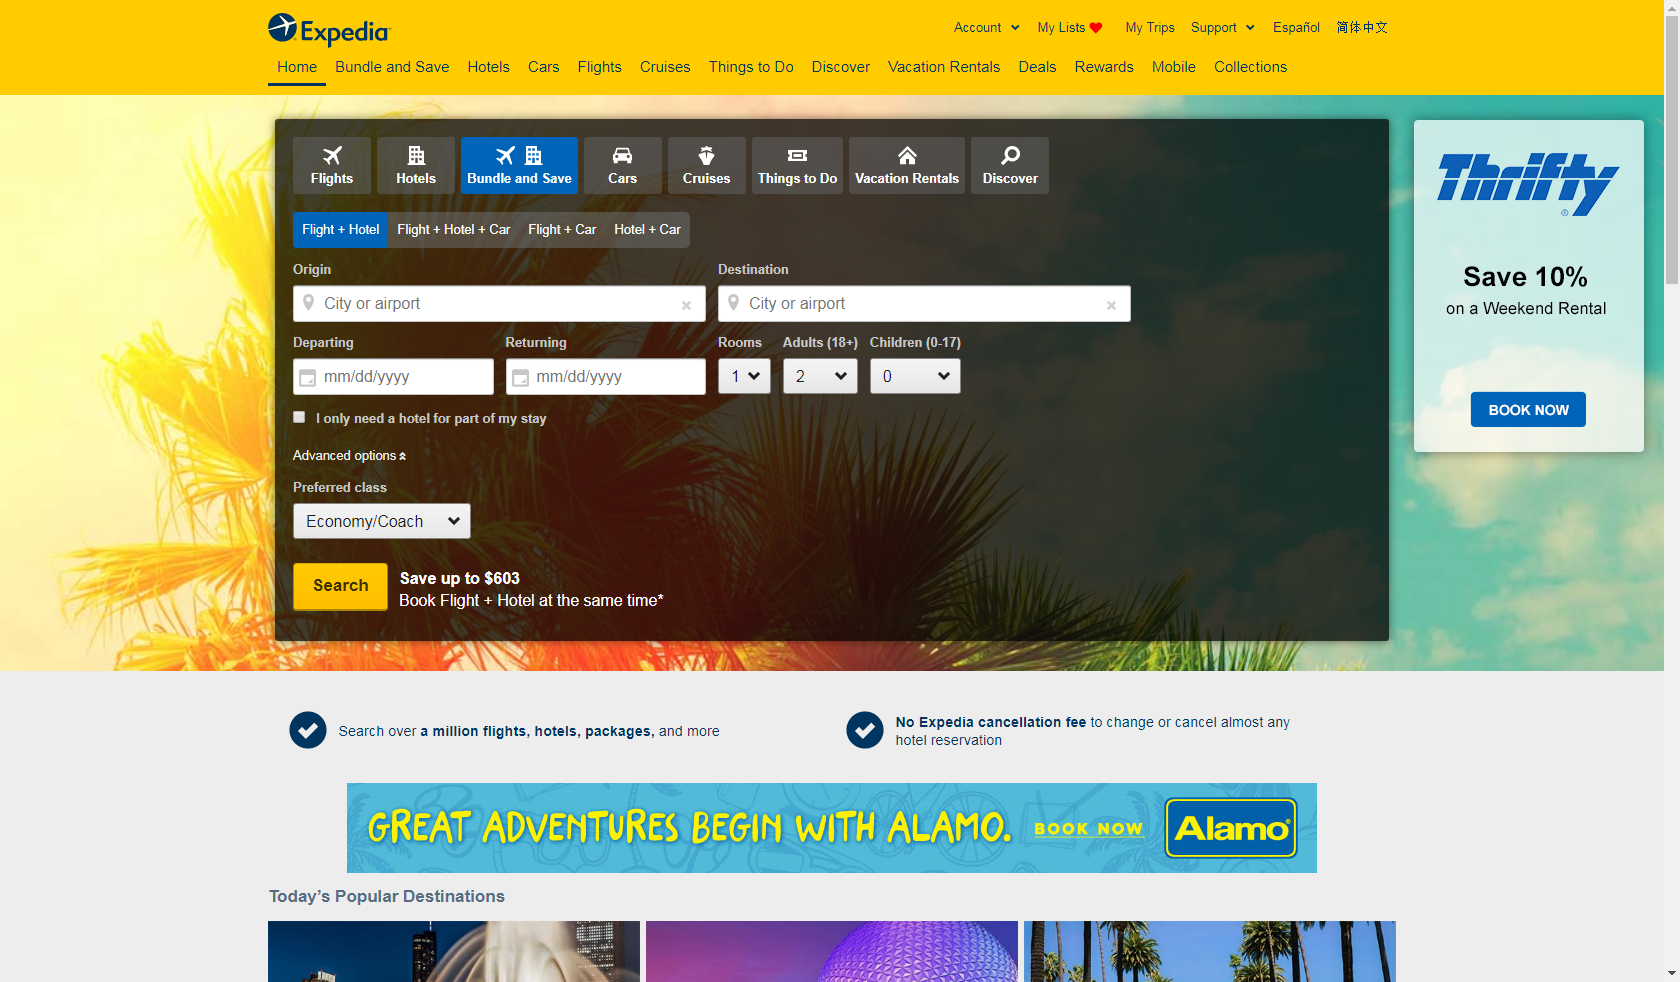 Expedia
Account
My Lists
My Trips
Support
Español
简体中文
Home
Bundle and Save
Hotels
Cars
Flights
Cruises
Things to Do
Discover
Vacation Rentals
Deals
Rewards
Mobile
Collections
Flights
Hotels
Bundle and Save
Cars
Cruises
Things to Do
Vacation Rentals
Discover
Flight + Hotel
Flight + Hotel + Car
Flight + Car
Hotel + Car
Origin
Destination
City or airport
City or airport
Departing
Returning
Rooms
Adults (18+)
Children (0-17)
mm/dd/yyyy
mm/dd/yyyy
1
2
0
I only need a hotel for part of my stay
Advanced options
Preferred class
Economy/Coach
Search
Save up to $603
Book Flight + Hotel at the same time*
Thrifty
®
Save 10%
on a Weekend Rental
BOOK NOW
Search over a million flights, hotels, packages, and more
No Expedia cancellation fee to change or cancel almost any
hotel reservation
GREAT ADVENTURES BEGIN WITH ALAMO.
BOOK NOW
Alamo®
Today’s Popular Destinations